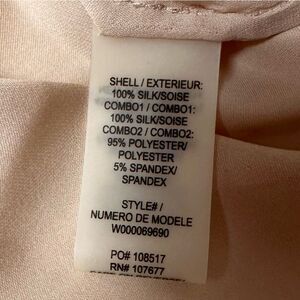 SHELL / EXTERIEUR:
100% SILK/SOISE
COMBO1 / COMBO1:
100% SILK/SOISE
COMBO2 / COMBO2:
95% POLYESTER/
POLYESTER
5% SPANDEX/
SPANDEX
STYLE# /
NUMERO DE MODELE
W000069690
PO# 108517
RN# 107677